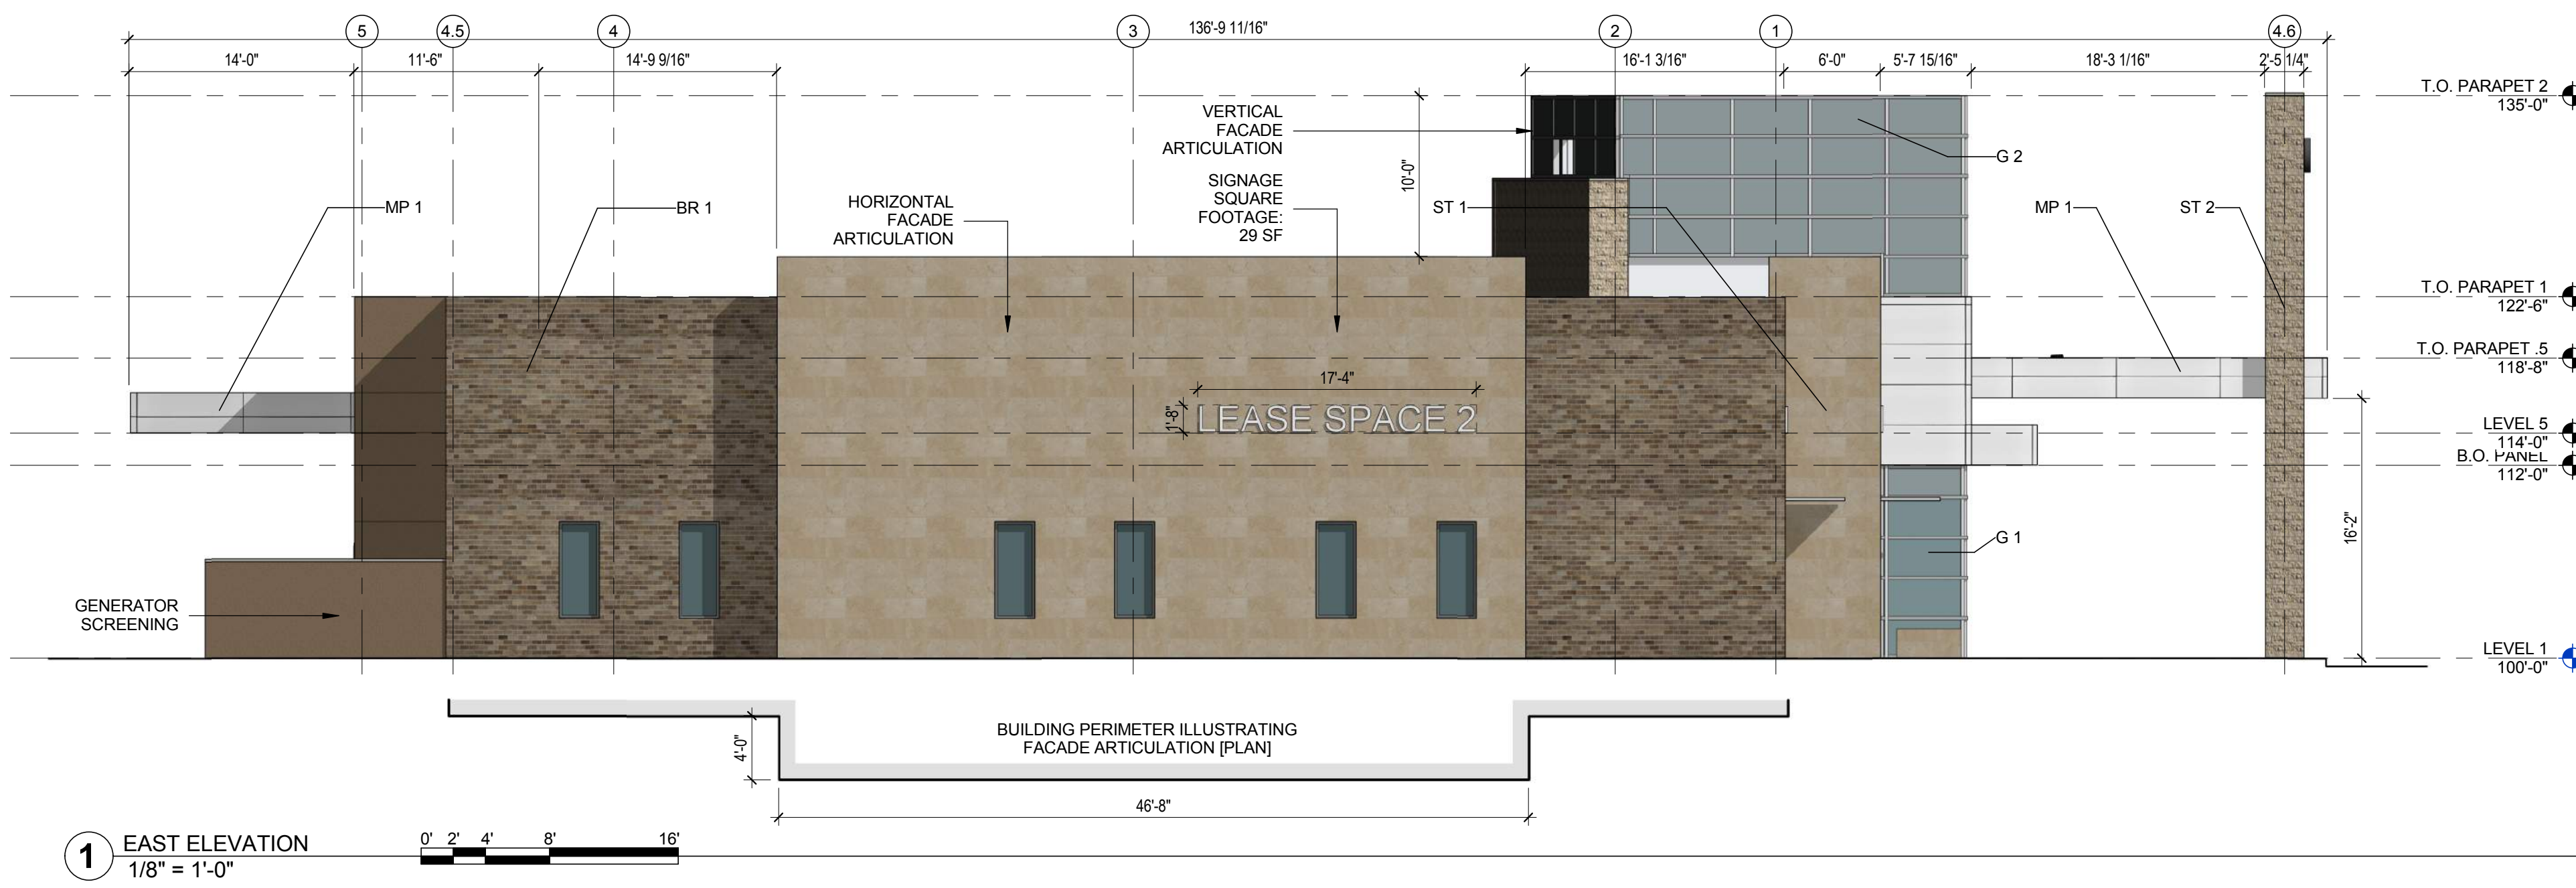 5
4.5
4
3
2
1
4.6
136'-9 11/16"
14'-0"
11'-6"
14'-9 9/16"
16'-1 3/16"
6'-0"
5'-7 15/16"
18'-3 1/16"
2'-5 1/4"
T.O. PARAPET 2
135'-0"
VERTICAL
FACADE
ARTICULATION
10'-0"
G 2
MP 1
BR 1
HORIZONTAL
FACADE
ARTICULATION
SIGNAGE
SQUARE
FOOTAGE:
29 SF
ST 1
MP 1
ST 2
T.O. PARAPET 1
122'-6"
T.O. PARAPET .5
118'-8"
17'-4"
1'-8"
LEASE SPACE 2
LEVEL 5
114'-0"
B.O. PANEL
112'-0"
16'-2"
G 1
GENERATOR
SCREENING
LEVEL 1
100'-0"
BUILDING PERIMETER ILLUSTRATING
FACADE ARTICULATION [PLAN]
4'-0"
46'-8"
1
EAST ELEVATION
1/8" = 1'-0"
0' 2' 4' 8' 16'